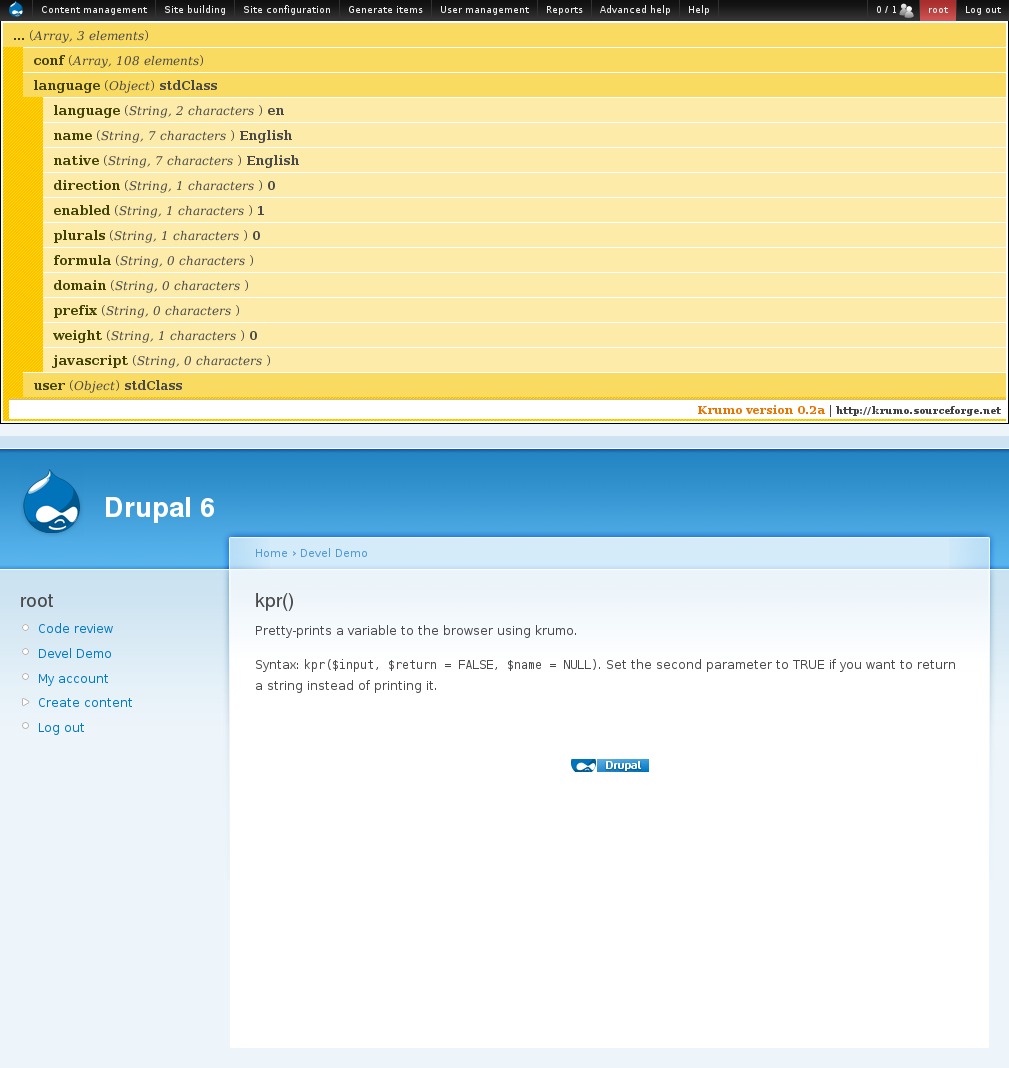 Content management Site building Site configuration Generate items User management Reports Advanced help Help 0 / 1 root Log out
... (Array, 3 elements)
conf (Array, 108 elements)
language (Object) stdClass
language (String, 2 characters ) en
name (String, 7 characters ) English
native (String, 7 characters ) English
direction (String, 1 characters ) 0
enabled (String, 1 characters ) 1
plurals (String, 1 characters ) 0
formula (String, 0 characters )
domain (String, 0 characters )
prefix (String, 0 characters )
weight (String, 1 characters ) 0
javascript (String, 0 characters )
user (Object) stdClass
Krumo version 0.2a | http://krumo.sourceforge.net
Drupal 6
Home › Devel Demo
root
Code review
Devel Demo
My account
Create content
Log out
kpr()
Pretty-prints a variable to the browser using krumo.
Syntax: kpr($input, $return = FALSE, $name = NULL). Set the second parameter to TRUE if you want to return
a string instead of printing it.
Drupal